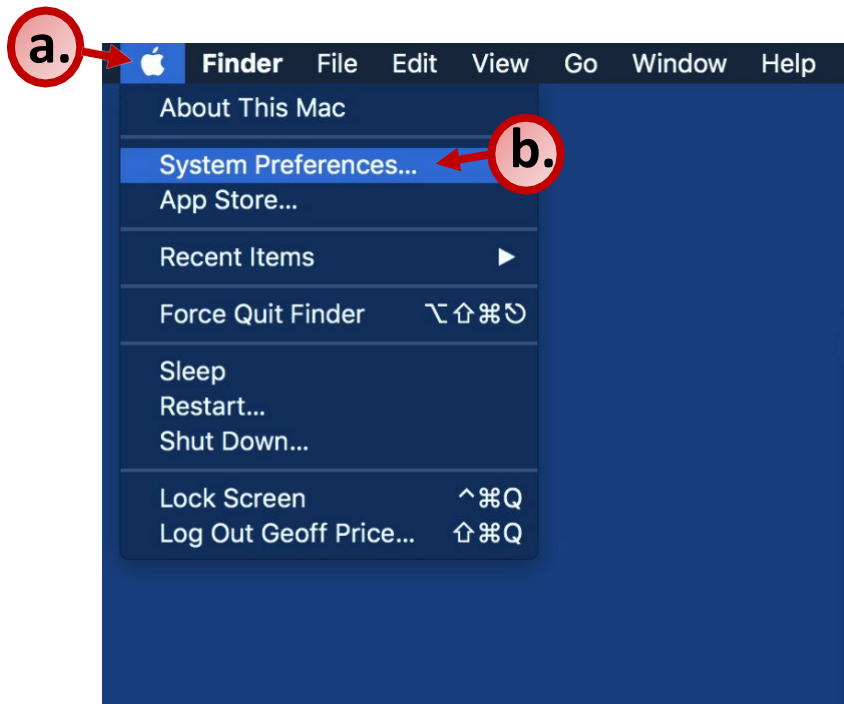 a.
Finder File Edit View Go Window Help
About This Mac
b.
System Preferences...
App Store...
Recent Items ▶
Force Quit Finder ⌥⇧⌘⎋
Sleep
Restart...
Shut Down...
Lock Screen ^⌘Q
Log Out Geoff Price... ⇧⌘Q